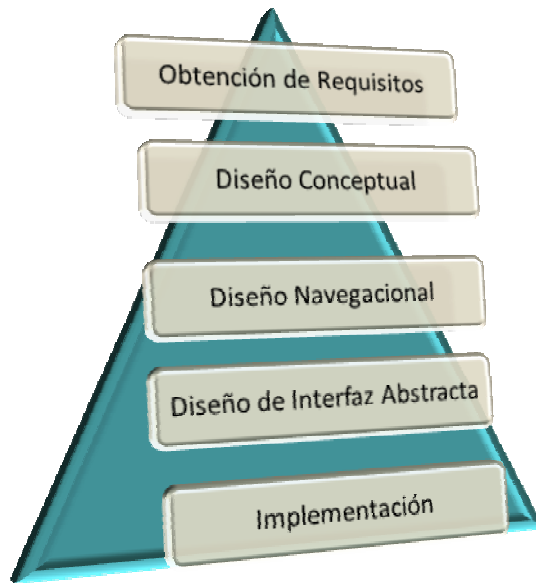 Obtención de Requisitos
Diseño Conceptual
Diseño Navegacional
Diseño de Interfaz Abstracta
Implementación